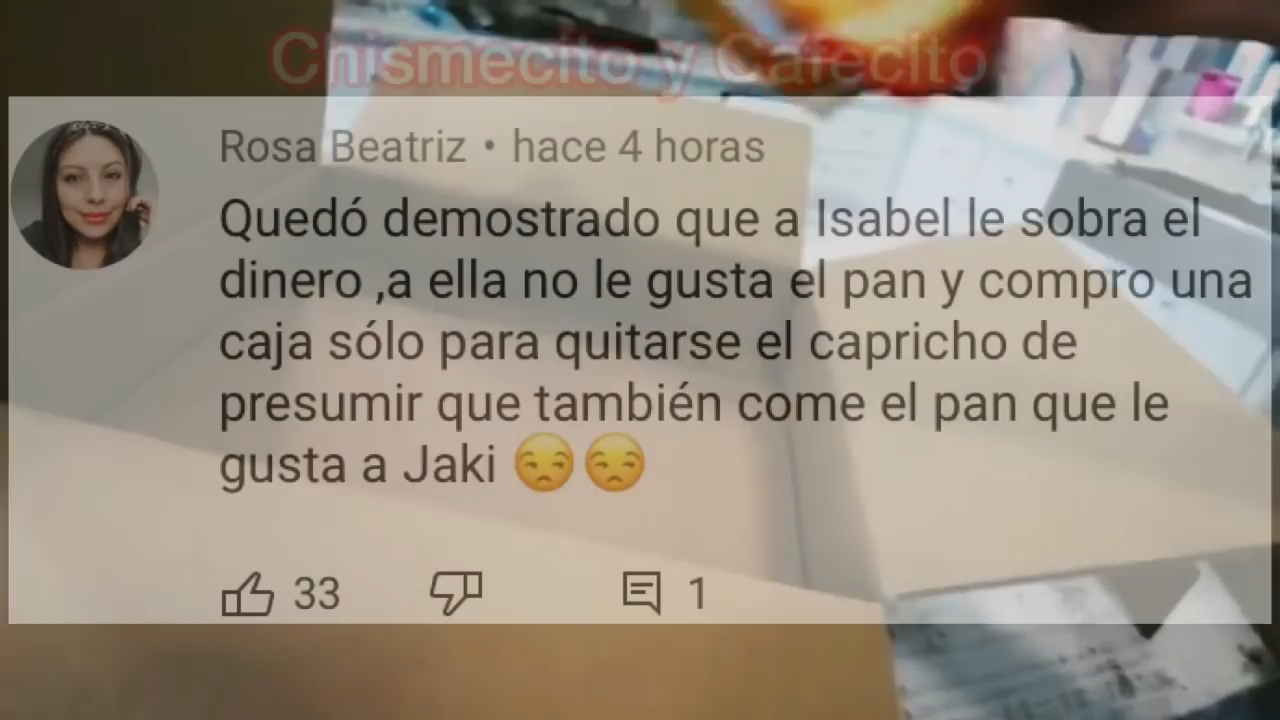 Chismecito y Cafecito
Rosa Beatriz • hace 4 horas
Quedó demostrado que a Isabel le sobra el
dinero ,a ella no le gusta el pan y compro una
caja sólo para quitarse el capricho de
presumir que también come el pan que le
gusta a Jaki 😒😒
33
1